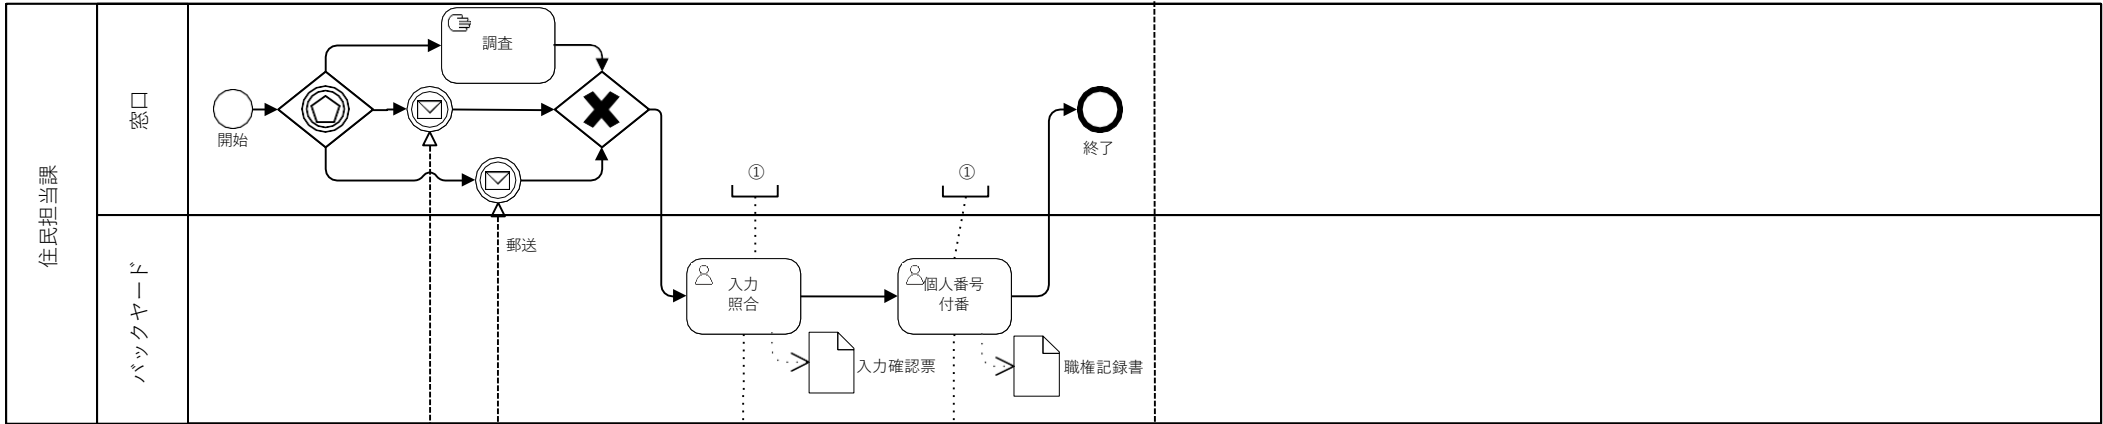 住民担当課
窓口
バックヤード
開始
調査
郵送
①
入力
照合
入力確認票
①
個人番号
付番
職権記録書
終了